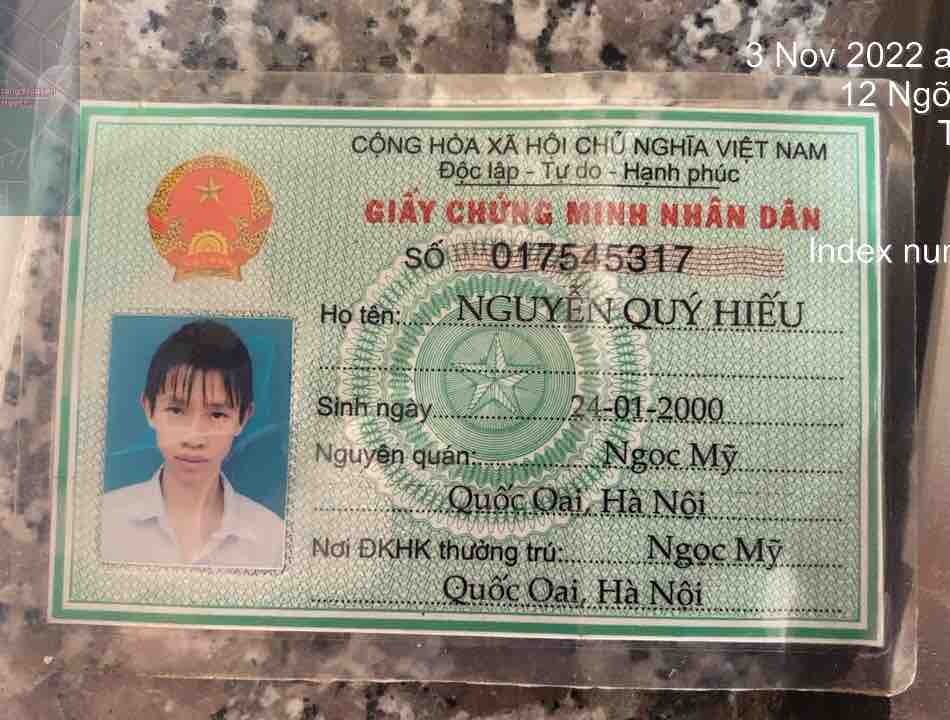 3 Nov 2022 a
12 Ngõ
T
CỘNG HÒA XÃ HỘI CHỦ NGHĨA VIỆT NAM
Độc lập - Tự do - Hạnh phúc
GIẤY CHỨNG MINH NHÂN DÂN
SỐ 017545317
Index nu
Họ tên: NGUYỄN QUÝ HIẾU
Sinh ngày 24-01-2000
Nguyên quán: Ngọc Mỹ
Quốc Oai, Hà Nội
Nơi ĐKHK thường trú: Ngọc Mỹ
Quốc Oai, Hà Nội